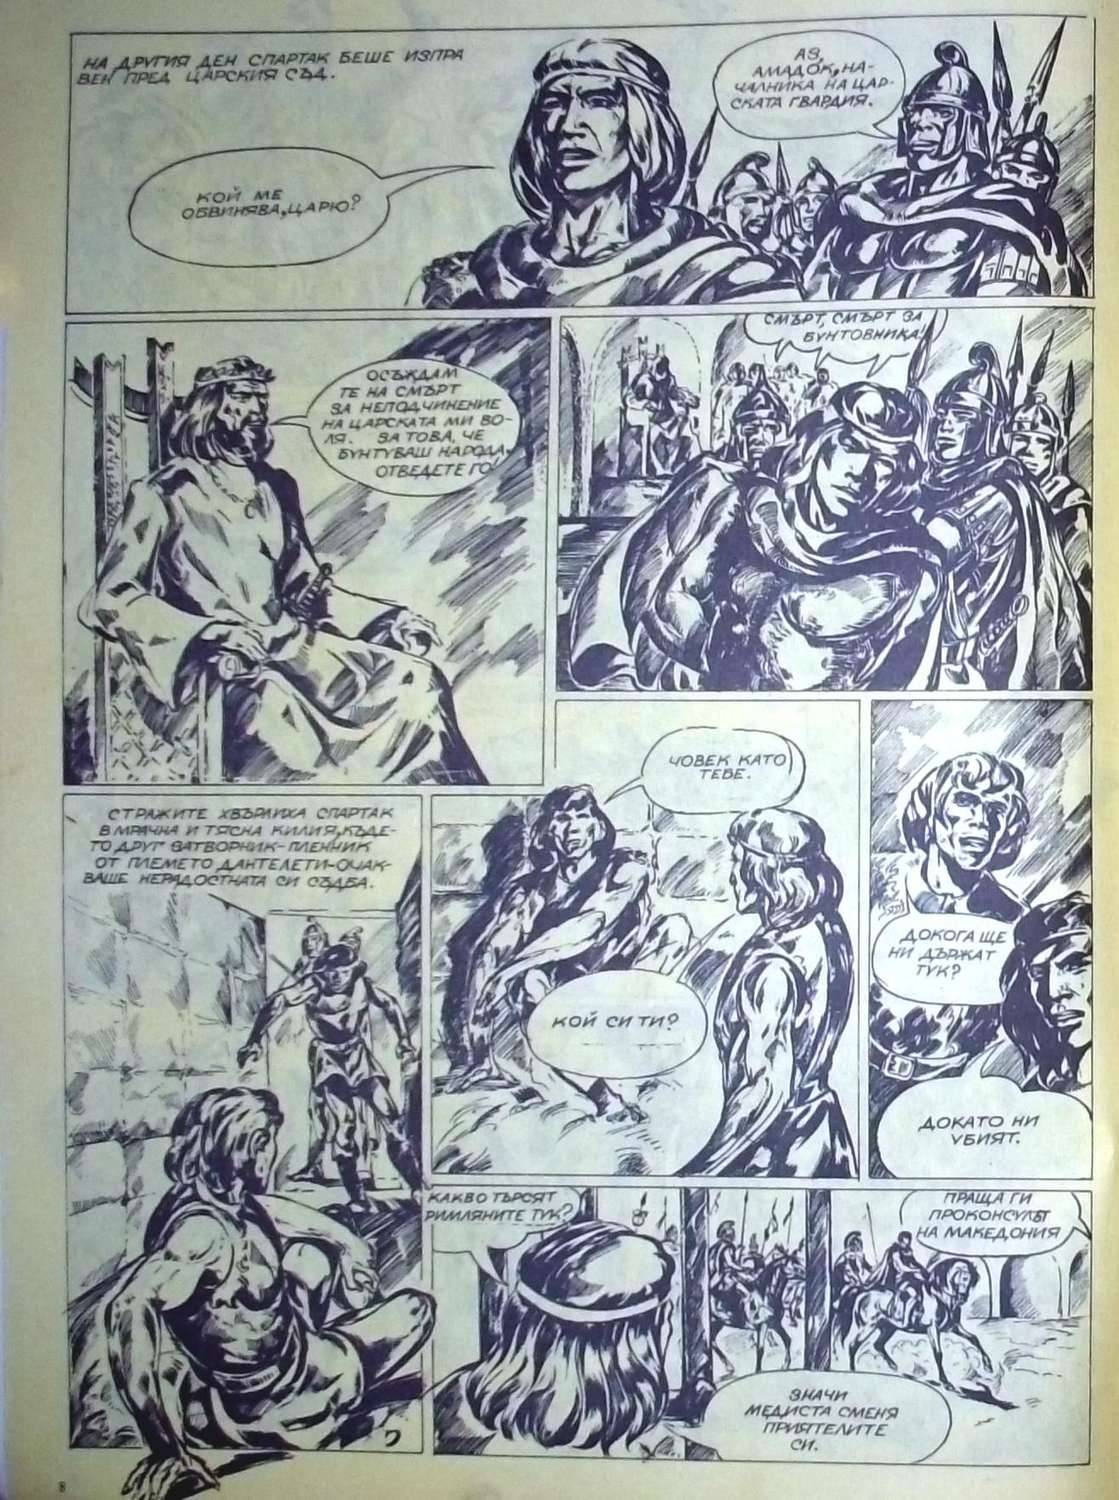 НА ДРУГИЯ ДЕН СПАРТАК БЕШЕ ИЗПРА
ВЕН ПРЕД ЦАРСКИЯ СЪД.
КОЙ МЕ
ОБВИНЯВА, ЦАРЮ?
АЗ,
АМАДОК, НА-
ЧАЛНИКА НА ЦАР-
СКАТА ГВАРДИЯ.
ОСЪЖДАМ
ТЕ НА СМЪРТ
ЗА НЕПОДЧИНЕНИЕ
НА ЦАРСКАТА МИ ВО-
ЛЯ. ЗА ТОВА, ЧЕ
БУНТУВАШ НАРОДА.
ОТВЕДЕТЕ ГО!
СМЪРТ, СМЪРТ ЗА
БУНТОВНИКА!
СТРАЖИТЕ ХВЪРЛИХА СПАРТАК
В МРАЧНА И ТЯСНА КИЛИЯ, КЪДЕ-
ТО ДРУГ ЗАТВОРНИК-ПЛЕННИК
ОТ ПЛЕМЕТО ДАНТЕЛЕТИ-ОЧАК-
ВАШЕ НЕРАДОСТНАТА СИ СЪДБА.
ЧОВЕК КАТО
ТЕБЕ.
КОЙ СИ ТИ?
ДОКОГА ЩЕ
НИ ДЪРЖАТ
ТУК?
ДОКАТО НИ
УБИЯТ.
КАКВО ТЪРСЯТ
РИМЛЯНИТЕ ТУК?
ПРАЩА ГИ
ПРОКОНСУЛЪТ
НА МАКЕДОНИЯ
ЗНАЧИ
МЕДИСТА СМЕНЯ
ПРИЯТЕЛИТЕ
СИ.
8